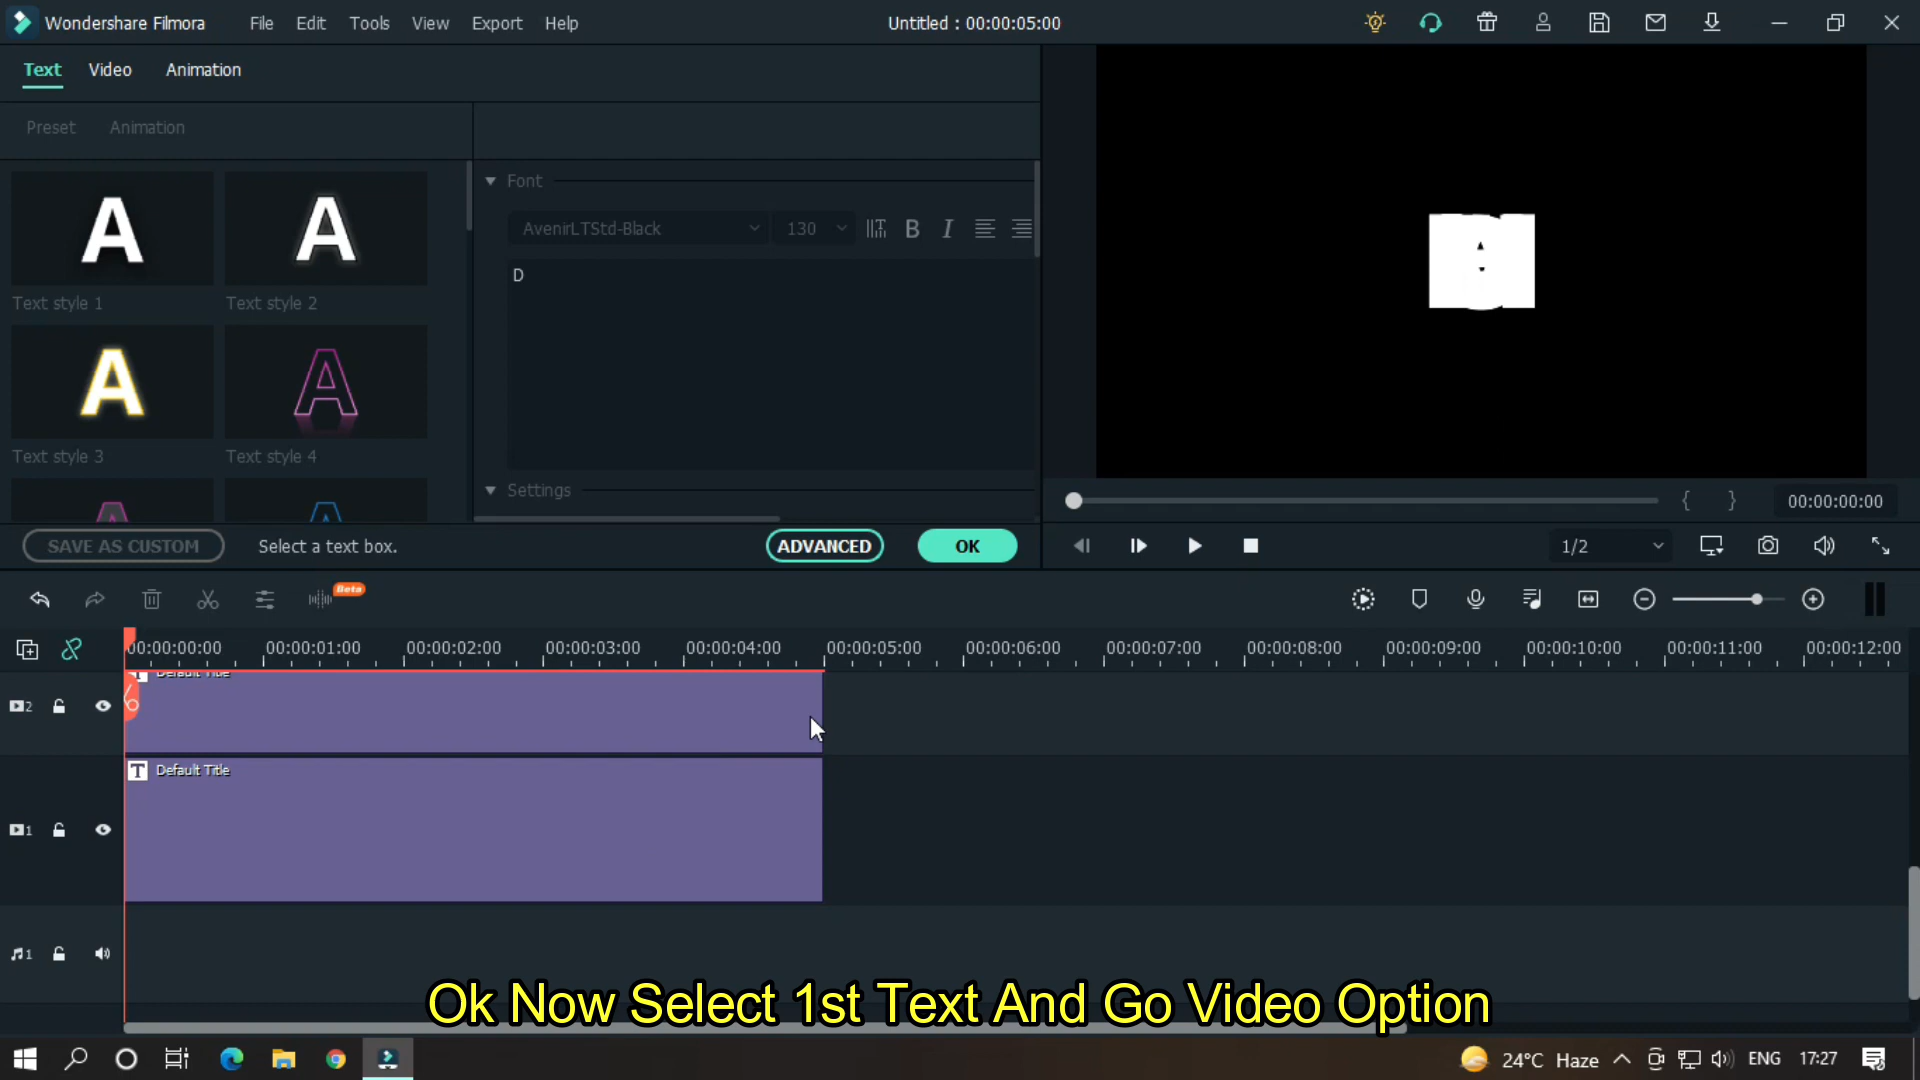 Wondershare Filmora File Edit Tools View Export Help Untitled : 00:00:05:00
Text Video Animation
Preset Animation
Font
AvenirLTStd-Black 130 B I
D
A A
Text style 1 Text style 2
A A
Text style 3 Text style 4
Settings
SAVE AS CUSTOM Select a text box. ADVANCED OK
{ } 00:00:00:00
1/2
Beta
00:00:00:00 00:00:01:00 00:00:02:00 00:00:03:00 00:00:04:00 00:00:05:00 00:00:06:00 00:00:07:00 00:00:08:00 00:00:09:00 00:00:10:00 00:00:11:00 00:00:12:00
Default Title
2
T Default Title
1
1
Ok Now Select 1st Text And Go Video Option
24°C Haze ENG 17:27